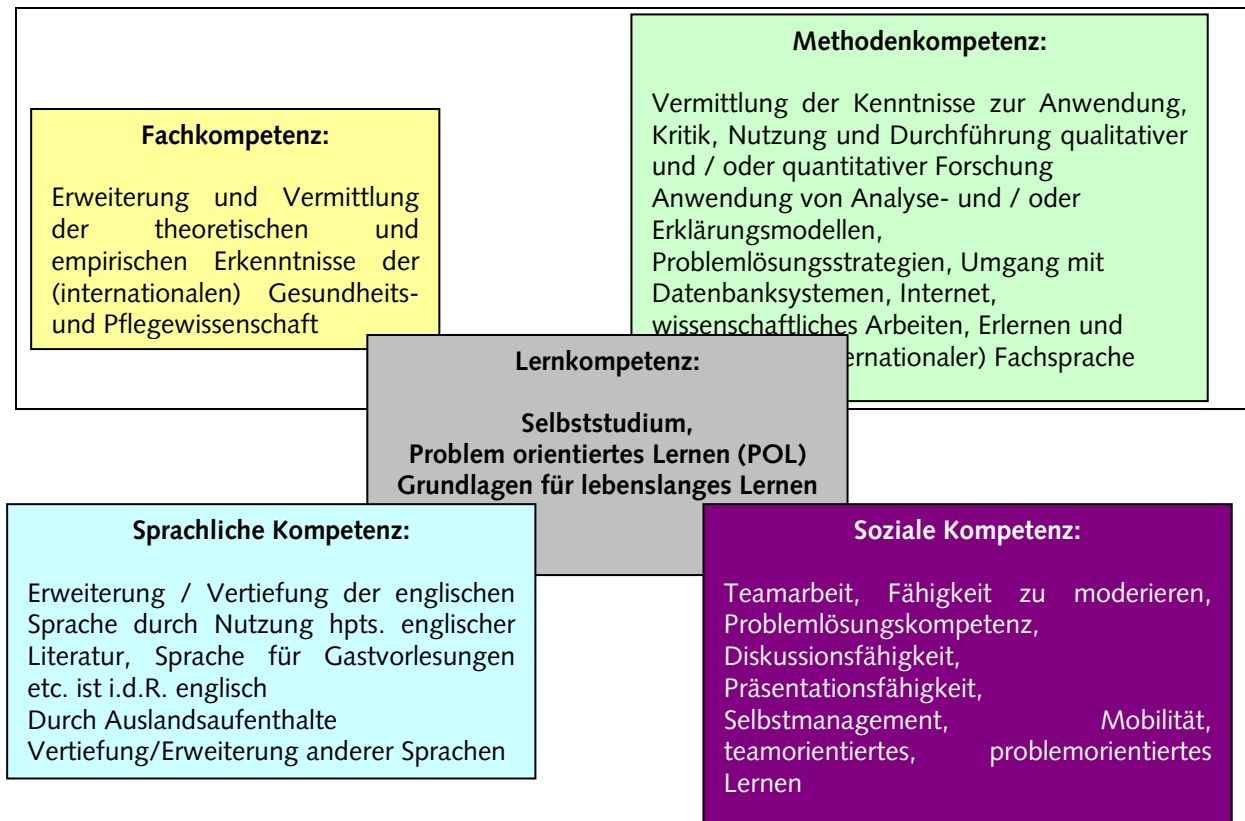 Methodenkompetenz:
Vermittlung der Kenntnisse zur Anwendung,
Kritik, Nutzung und Durchführung qualitativer
und / oder quantitativer Forschung
Anwendung von Analyse- und / oder
Erklärungsmodellen,
Problemlösungsstrategien, Umgang mit
Datenbanksystemen, Internet,
wissenschaftliches Arbeiten, Erlernen und
ernationaler) Fachsprache
Fachkompetenz:
Erweiterung und Vermittlung
der theoretischen und
empirischen Erkenntnisse der
(internationalen) Gesundheits-
und Pflegewissenschaft
Lernkompetenz:
Selbststudium,
Problem orientiertes Lernen (POL)
Grundlagen für lebenslanges Lernen
Sprachliche Kompetenz:
Erweiterung / Vertiefung der englischen
Sprache durch Nutzung hpts. englischer
Literatur, Sprache für Gastvorlesungen
etc. ist i.d.R. englisch
Durch Auslandsaufenthalte
Vertiefung/Erweiterung anderer Sprachen
Soziale Kompetenz:
Teamarbeit, Fähigkeit zu moderieren,
Problemlösungskompetenz,
Diskussionsfähigkeit,
Präsentationsfähigkeit,
Selbstmanagement, Mobilität,
teamorientiertes, problemorientiertes
Lernen